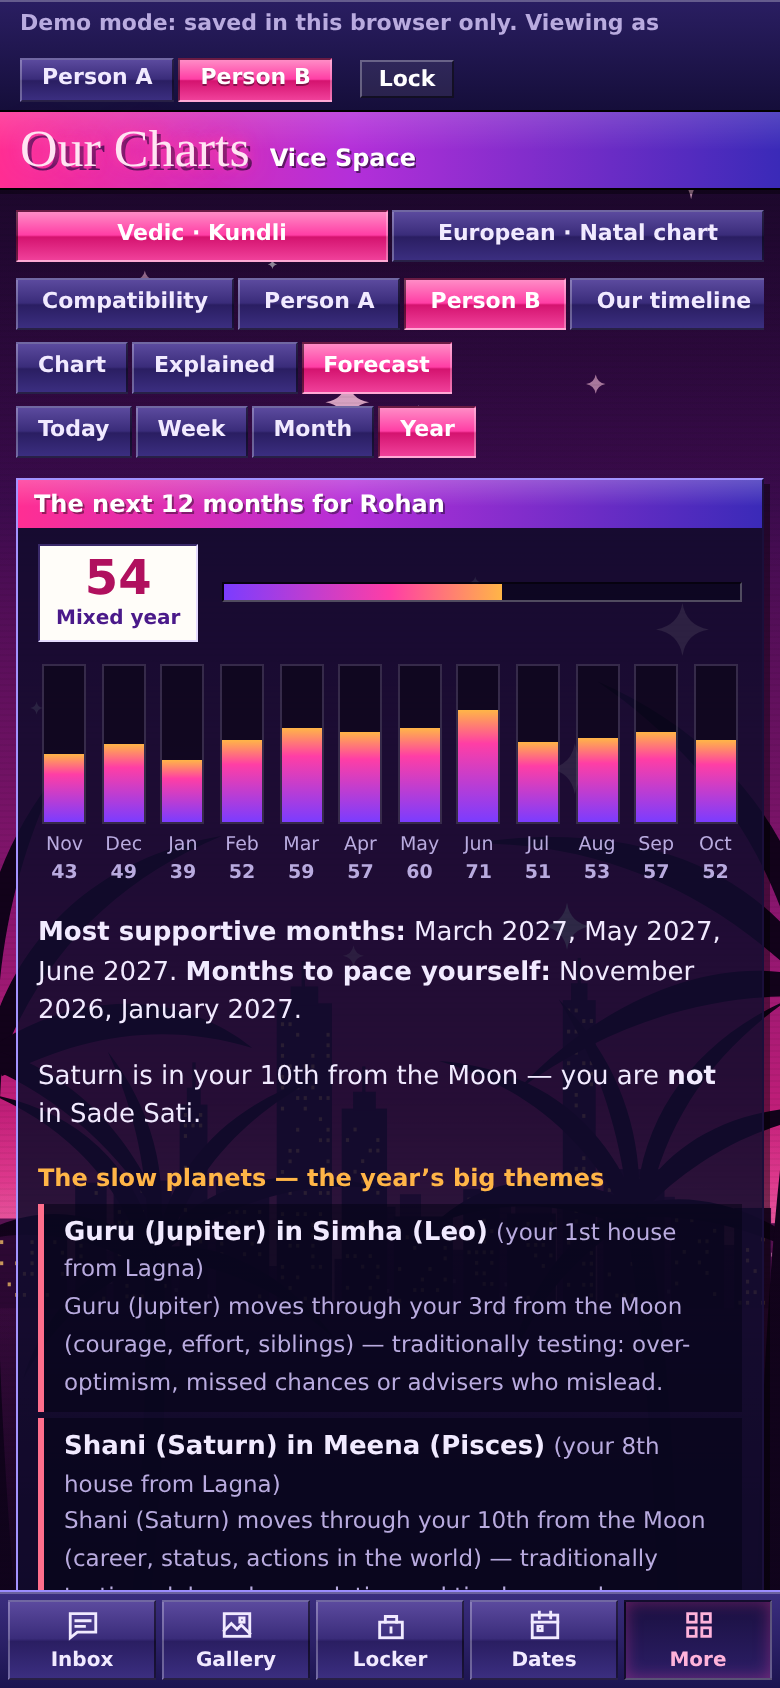 Demo mode: saved in this browser only. Viewing as
Person A Person B Lock
Our Charts Vice Space
Vedic · Kundli European · Natal chart
Compatibility Person A Person B Our timeline
Chart Explained Forecast
Today Week Month Year
The next 12 months for Rohan
54
Mixed year
Nov Dec Jan Feb Mar Apr May Jun Jul Aug Sep Oct
43 49 39 52 59 57 60 71 51 53 57 52
Most supportive months: March 2027, May 2027,
June 2027. Months to pace yourself: November
2026, January 2027.
Saturn is in your 10th from the Moon — you are not
in Sade Sati.
The slow planets — the year’s big themes
Guru (Jupiter) in Simha (Leo) (your 1st house
from Lagna)
Guru (Jupiter) moves through your 3rd from the Moon
(courage, effort, siblings) — traditionally testing: over-
optimism, missed chances or advisers who mislead.
Shani (Saturn) in Meena (Pisces) (your 8th
house from Lagna)
Shani (Saturn) moves through your 10th from the Moon
(career, status, actions in the world) — traditionally
Inbox Gallery Locker Dates More